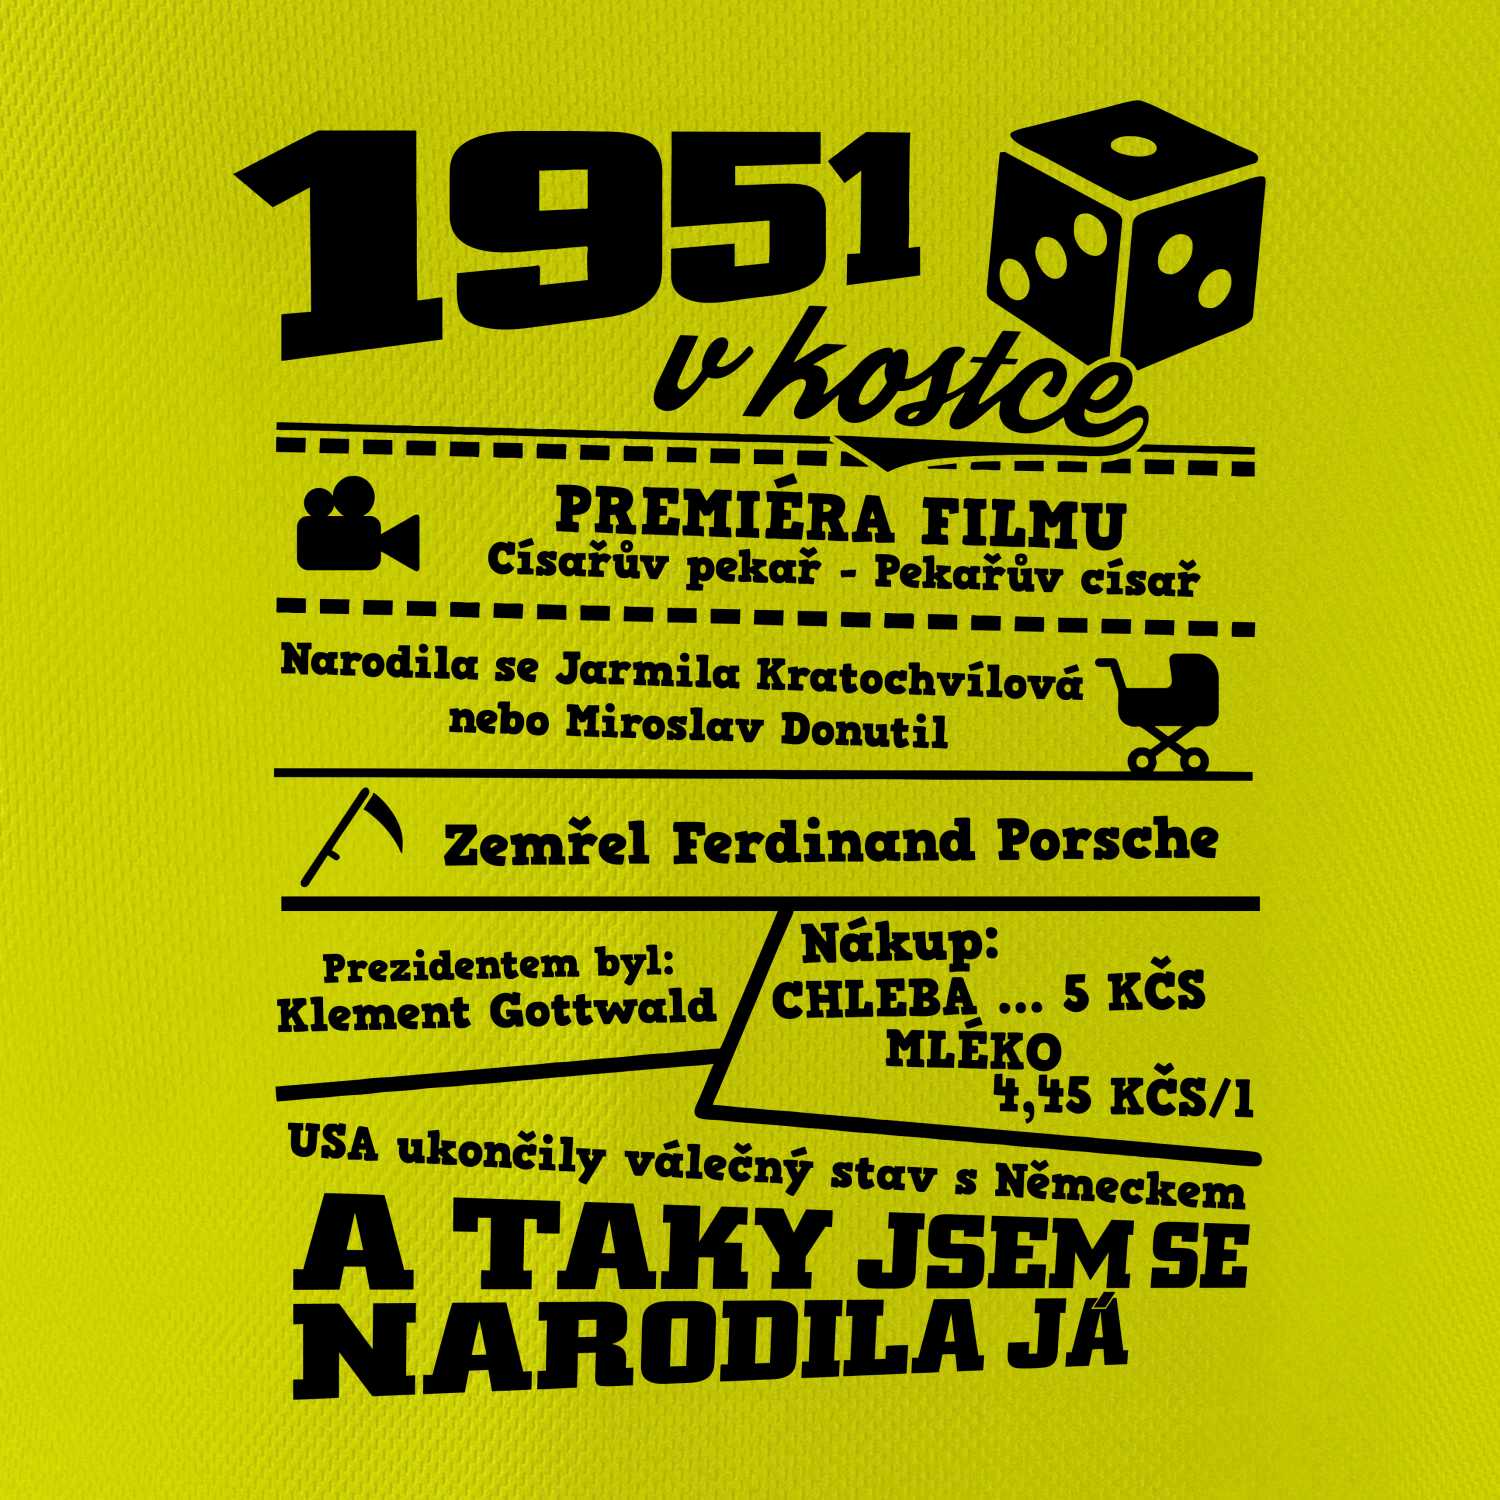 1951
v kostce
PREMIÉRA FILMU
Císařův pekař - Pekařův císař
Narodila se Jarmila Kratochvílová
nebo Miroslav Donutil
Zemřel Ferdinand Porsche
Prezidentem byl:
Klement Gottwald
Nákup:
CHLEBA ... 5 KČS
MLÉKO
4,45 KČS/l
USA ukončily válečný stav s Německem
A TAKY JSEM SE
NARODILA JÁ